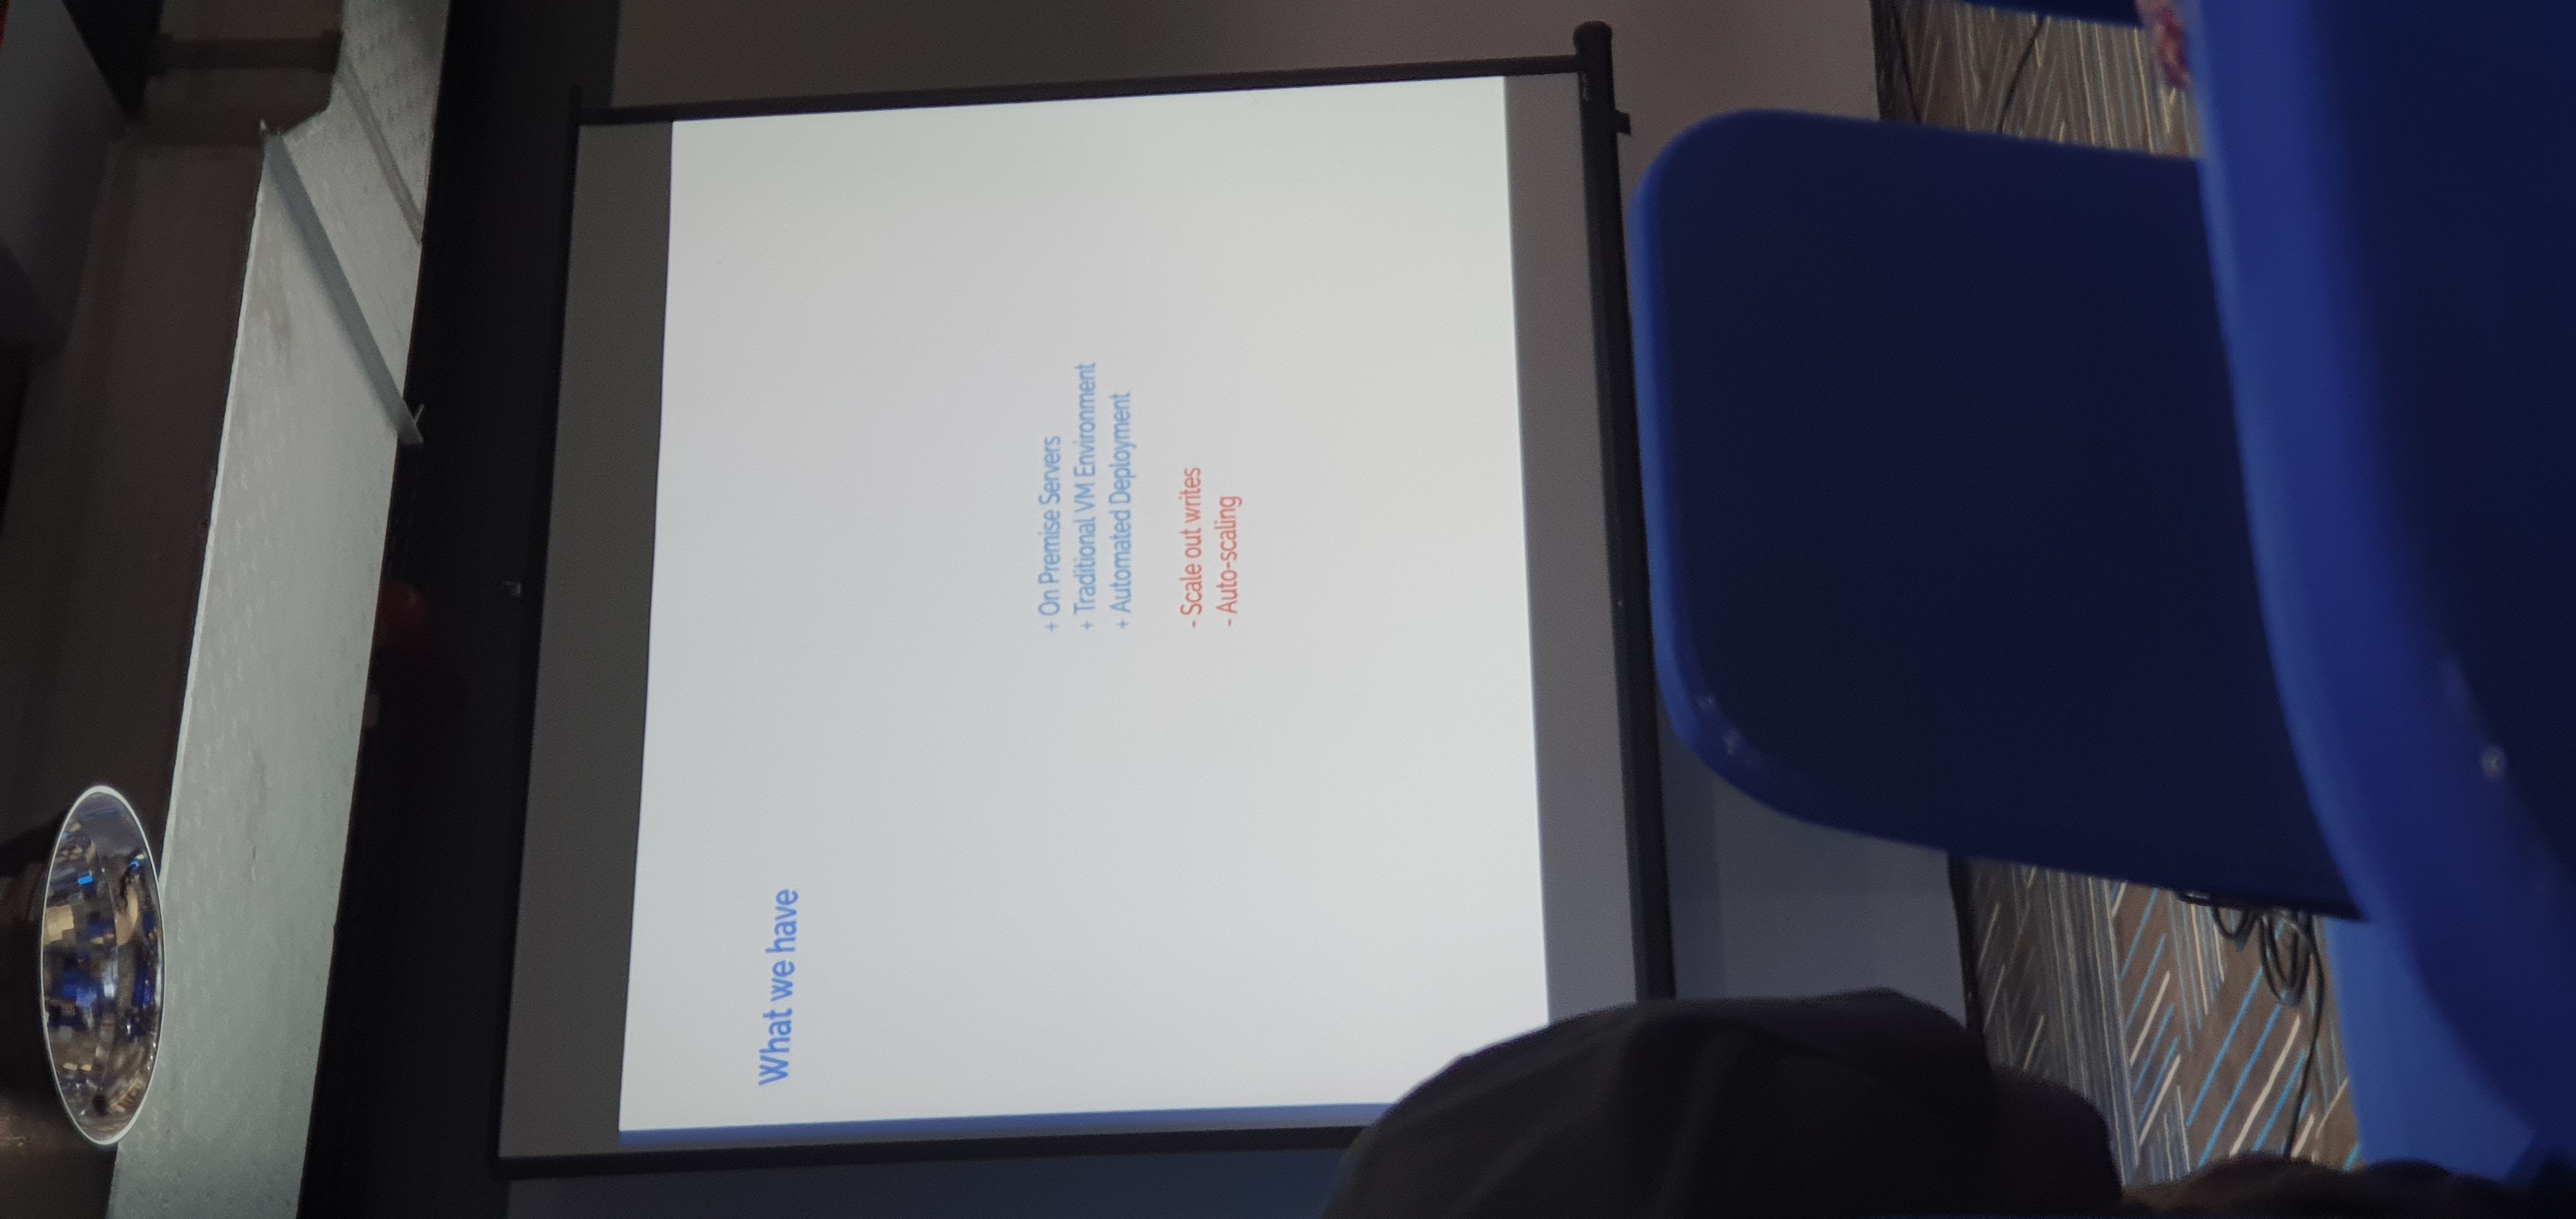 What we have
+ On Premise Servers
+ Traditional VM Environment
+ Automated Deployment
- Scale out writes
- Auto-scaling